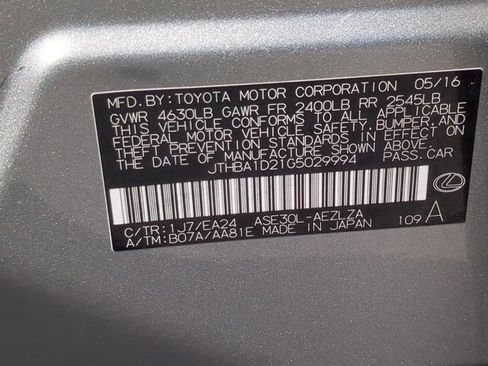 MFD. BY: TOYOTA MOTOR CORPORATION 05/16
GVWR 4630LB GAWR FR 2400LB RR 2545LB
THIS VEHICLE CONFORMS TO ALL APPLICABLE
FEDERAL MOTOR VEHICLE SAFETY, BUMPER, AND
THEFT PREVENTION STANDARDS IN EFFECT ON
THE DATE OF MANUFACTURE SHOWN ABOVE.
JTHBA1D21G5029994 PASS. CAR
C/TR: 1J7/EA24 ASE30L-AEZLZA
A/TM: B07A/AA81E MADE IN JAPAN 109 A